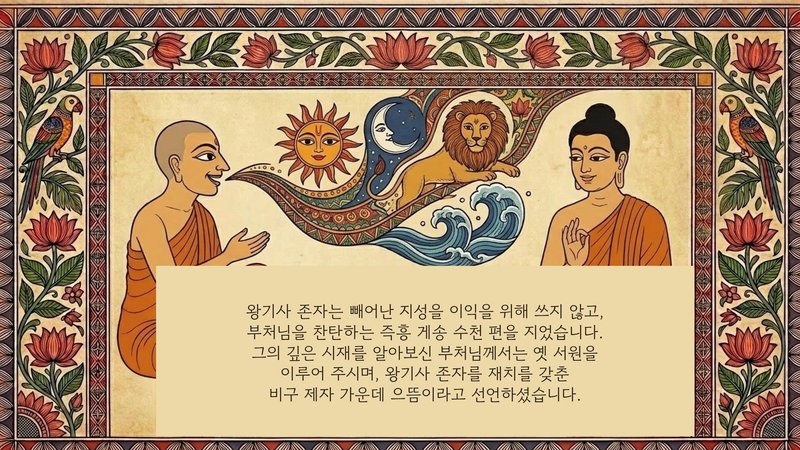 왕기사 존자는 빼어난 지성을 이익을 위해 쓰지 않고,
부처님을 찬탄하는 즉흥 게송 수천 편을 지었습니다.
그의 깊은 시재를 알아보신 부처님께서는 옛 서원을
이루어 주시며, 왕기사 존자를 재치를 갖춘
비구 제자 가운데 으뜸이라고 선언하셨습니다.